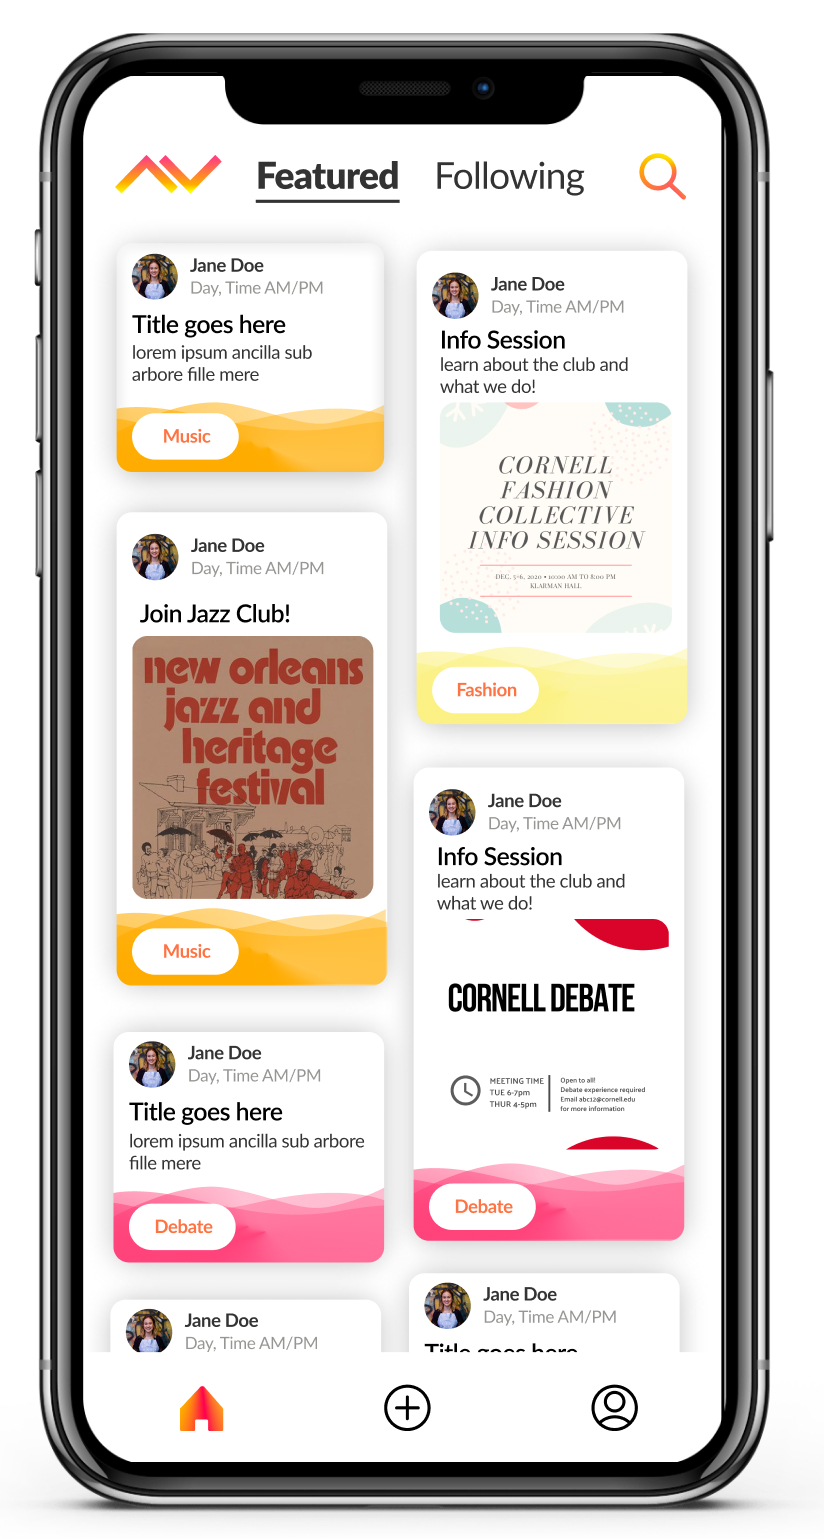 Featured
Following
Jane Doe
Day, Time AM/PM
Title goes here
lorem ipsum ancilla sub
arbore fille mere
Music
Jane Doe
Day, Time AM/PM
Join Jazz Club!
new orleans
jazz and
heritage
festival
Music
Jane Doe
Day, Time AM/PM
Title goes here
lorem ipsum ancilla sub arbore
fille mere
Debate
Jane Doe
Day, Time AM/PM
Jane Doe
Day, Time AM/PM
Info Session
learn about the club and
what we do!
CORNELL
FASHION
COLLECTIVE
INFO SESSION
DEC. 5-6, 2020 • 10:00 AM TO 8:00 PM
KLARMAN HALL
Fashion
Jane Doe
Day, Time AM/PM
Info Session
learn about the club and
what we do!
CORNELL DEBATE
MEETING TIME
TUE 6-7pm
THUR 4-5pm
Open to all!
Debate experience required
Email abc12@cornell.edu
for more information
Debate
Jane Doe
Day, Time AM/PM
Title goes here